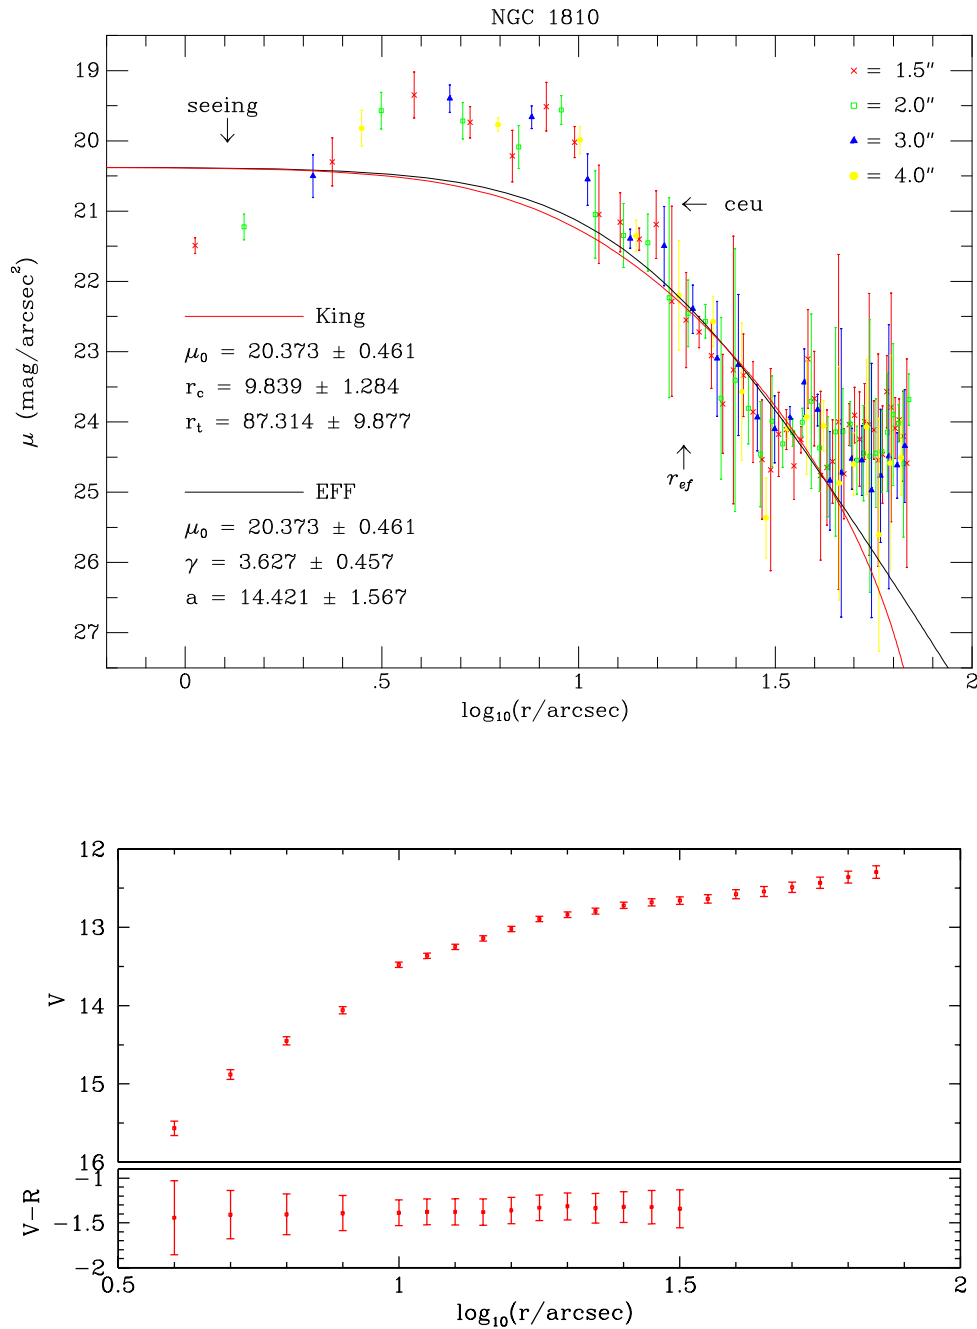 NGC 1810
19
20
21
22
23
24
25
26
27
μ (mag/arcsec²)
seeing
× = 1.5"
□ = 2.0"
▲ = 3.0"
● = 4.0"
← ceu
King
μ₀ = 20.373 ± 0.461
r_c = 9.839 ± 1.284
r_t = 87.314 ± 9.877
r_ef
EFF
μ₀ = 20.373 ± 0.461
γ = 3.627 ± 0.457
a = 14.421 ± 1.567
0 .5 1 1.5 2
log₁₀(r/arcsec)
12
13
14
15
16
V
-1
-1.5
-2
V-R
0.5 1 1.5 2
log₁₀(r/arcsec)